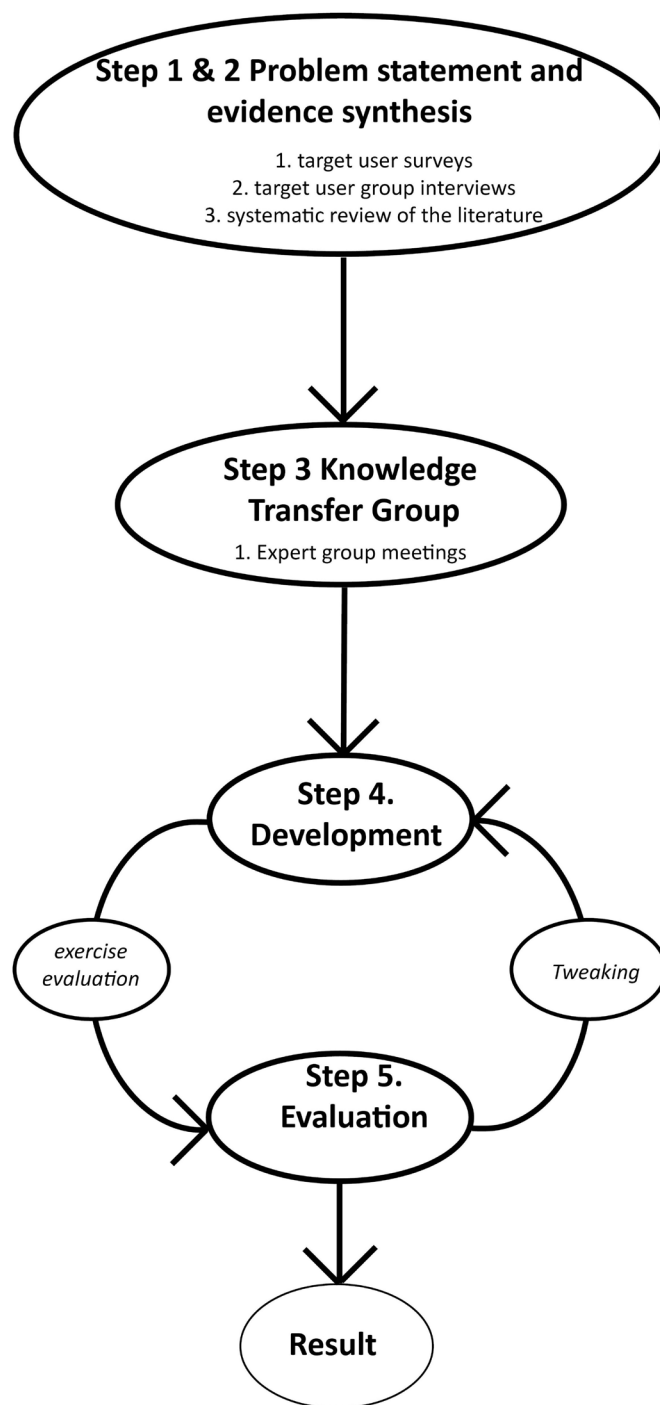 Step 1 & 2 Problem statement and
evidence synthesis
1. target user surveys
2. target user group interviews
3. systematic review of the literature
Step 3 Knowledge
Transfer Group
1. Expert group meetings
Step 4.
Development
exercise
evaluation
Tweaking
Step 5.
Evaluation
Result